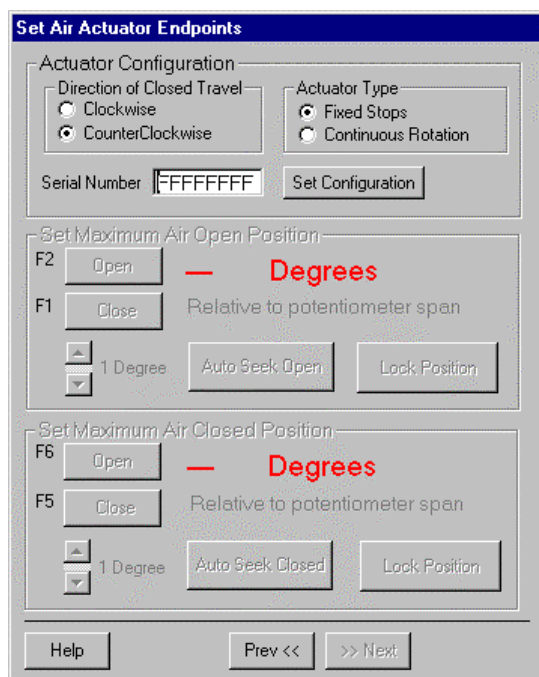 Set Air Actuator Endpoints
Actuator Configuration
Direction of Closed Travel
Clockwise
CounterClockwise
Actuator Type
Fixed Stops
Continuous Rotation
Serial Number FFFFFFFF Set Configuration
Set Maximum Air Open Position
F2 Open — Degrees
F1 Close Relative to potentiometer span
1 Degree Auto Seek Open Lock Position
Set Maximum Air Closed Position
F6 Open — Degrees
F5 Close Relative to potentiometer span
1 Degree Auto Seek Closed Lock Position
Help Prev << >> Next